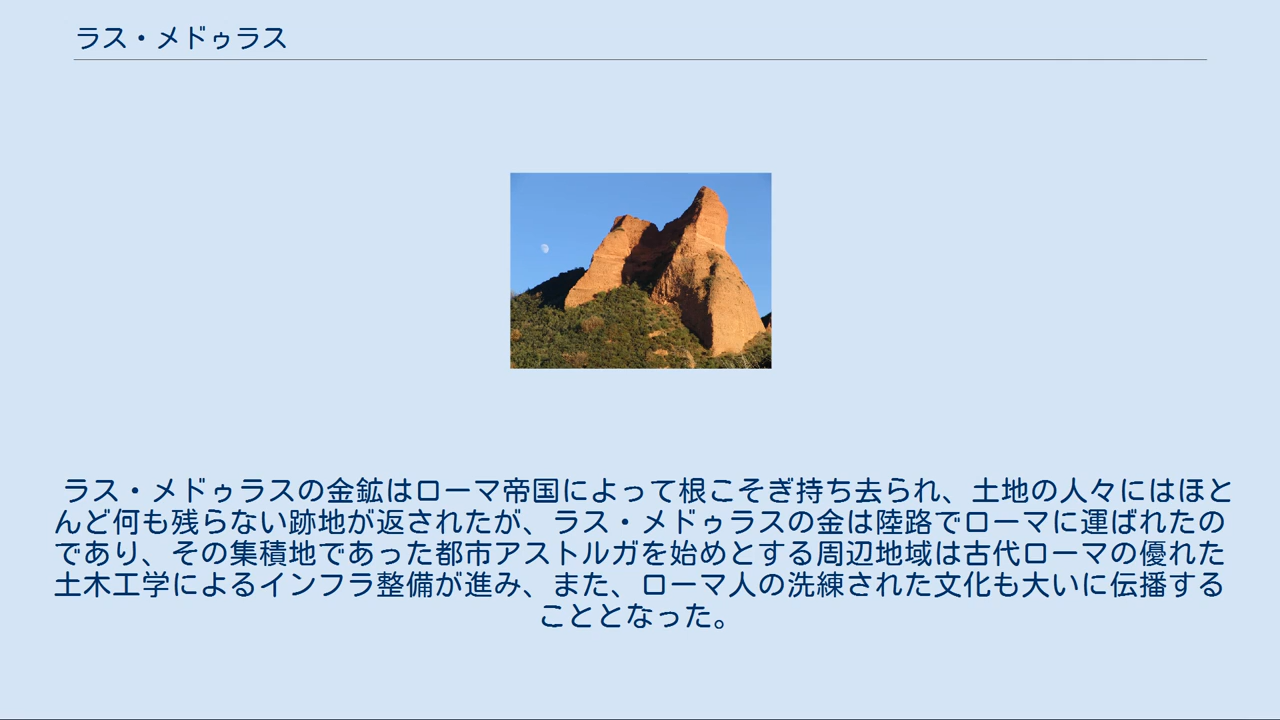 ラス・メドゥラス
ラス・メドゥラスの金鉱はローマ帝国によって根こそぎ持ち去られ、土地の人々にはほと
んど何も残らない跡地が返されたが、ラス・メドゥラスの金は陸路でローマに運ばれたの
であり、その集積地であった都市アストルガを始めとする周辺地域は古代ローマの優れた
土木工学によるインフラ整備が進み、また、ローマ人の洗練された文化も大いに伝播する
こととなった。